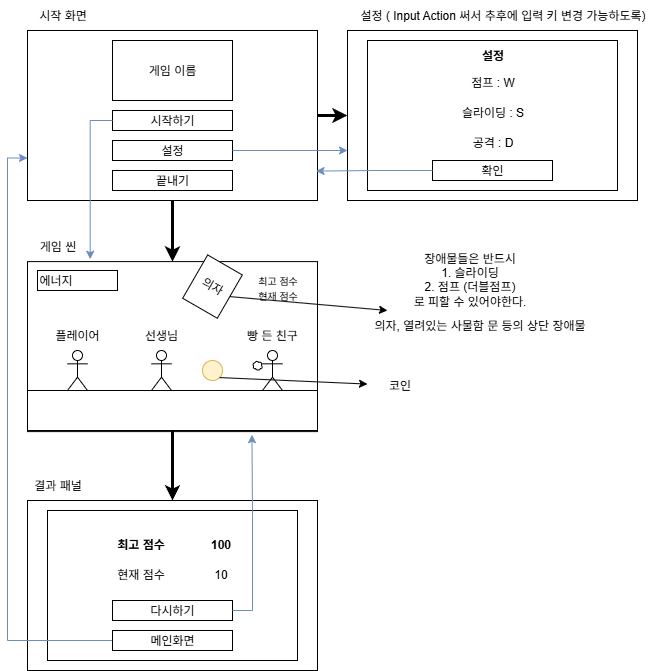 시작 화면
게임 이름
시작하기
설정
끝내기
설정 ( Input Action 써서 추후에 입력 키 변경 가능하도록)
설정
점프 : W
슬라이딩 : S
공격 : D
확인
게임 씬
에너지
의자
최고 점수
현재 점수
플레이어
선생님
빵 든 친구
장애물들은 반드시
1. 슬라이딩
2. 점프 (더블점프)
로 피할 수 있어야한다.
의자, 열려있는 사물함 문 등의 상단 장애물
코인
결과 패널
최고 점수 100
현재 점수 10
다시하기
메인화면